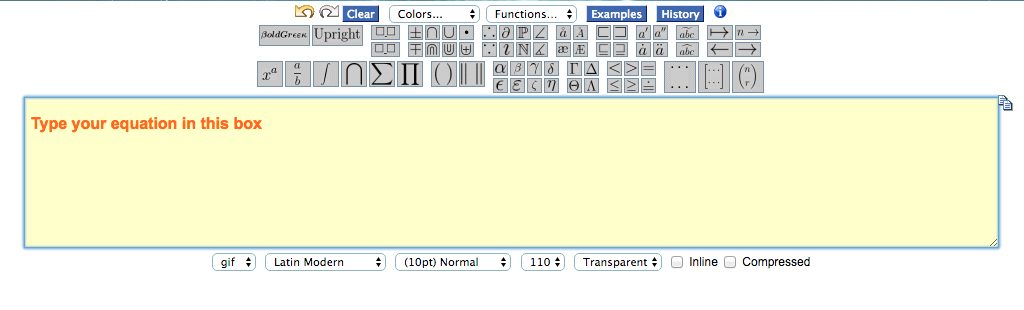 Clear Colors... Functions... Examples History
βoldGreek Upright
Type your equation in this box
gif Latin Modern (10pt) Normal 110 Transparent Inline Compressed